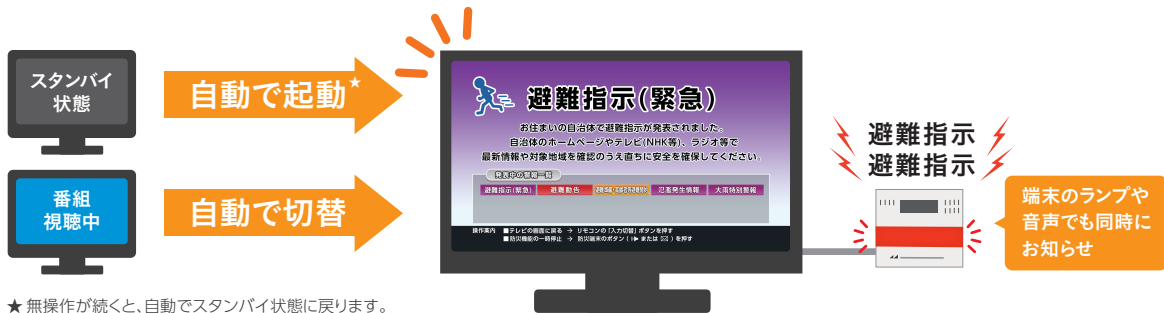 スタンバイ
状態
自動で起動★
番組
視聴中
自動で切替
★ 無操作が続くと、自動でスタンバイ状態に戻ります。
避難指示(緊急)
お住まいの自治体で避難指示が発表されました。
自治体のホームページやテレビ(NHK等)、ラジオ等で
最新情報や対象地域を確認のうえ直ちに安全を確保してください。
発表中の警報一覧
避難指示(緊急) 避難勧告 氾濫発生情報 大雨特別警報
操作案内 ■テレビの画面に戻る → リモコンの「入力切替」ボタンを押す
■防災機能の一時停止 → 防災端末のボタン( または ✉ )を押す
避難指示
避難指示
端末のランプや
音声でも同時に
お知らせ